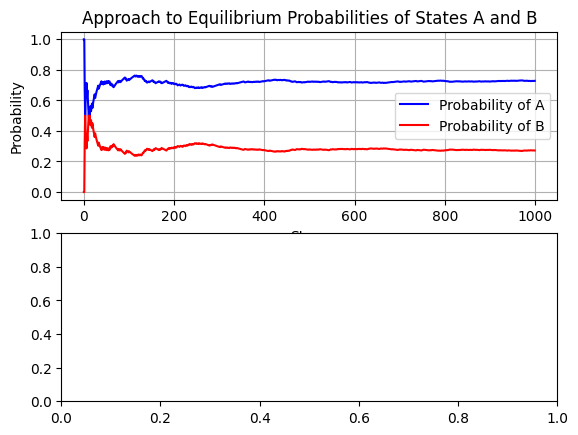 Approach to Equilibrium Probabilities of States A and B
1.0
0.8
0.6
0.4
0.2
0.0
Probability
Probability of A
Probability of B
0 200 400 600 800 1000
1.0
0.8
0.6
0.4
0.2
0.0
0.0 0.2 0.4 0.6 0.8 1.0